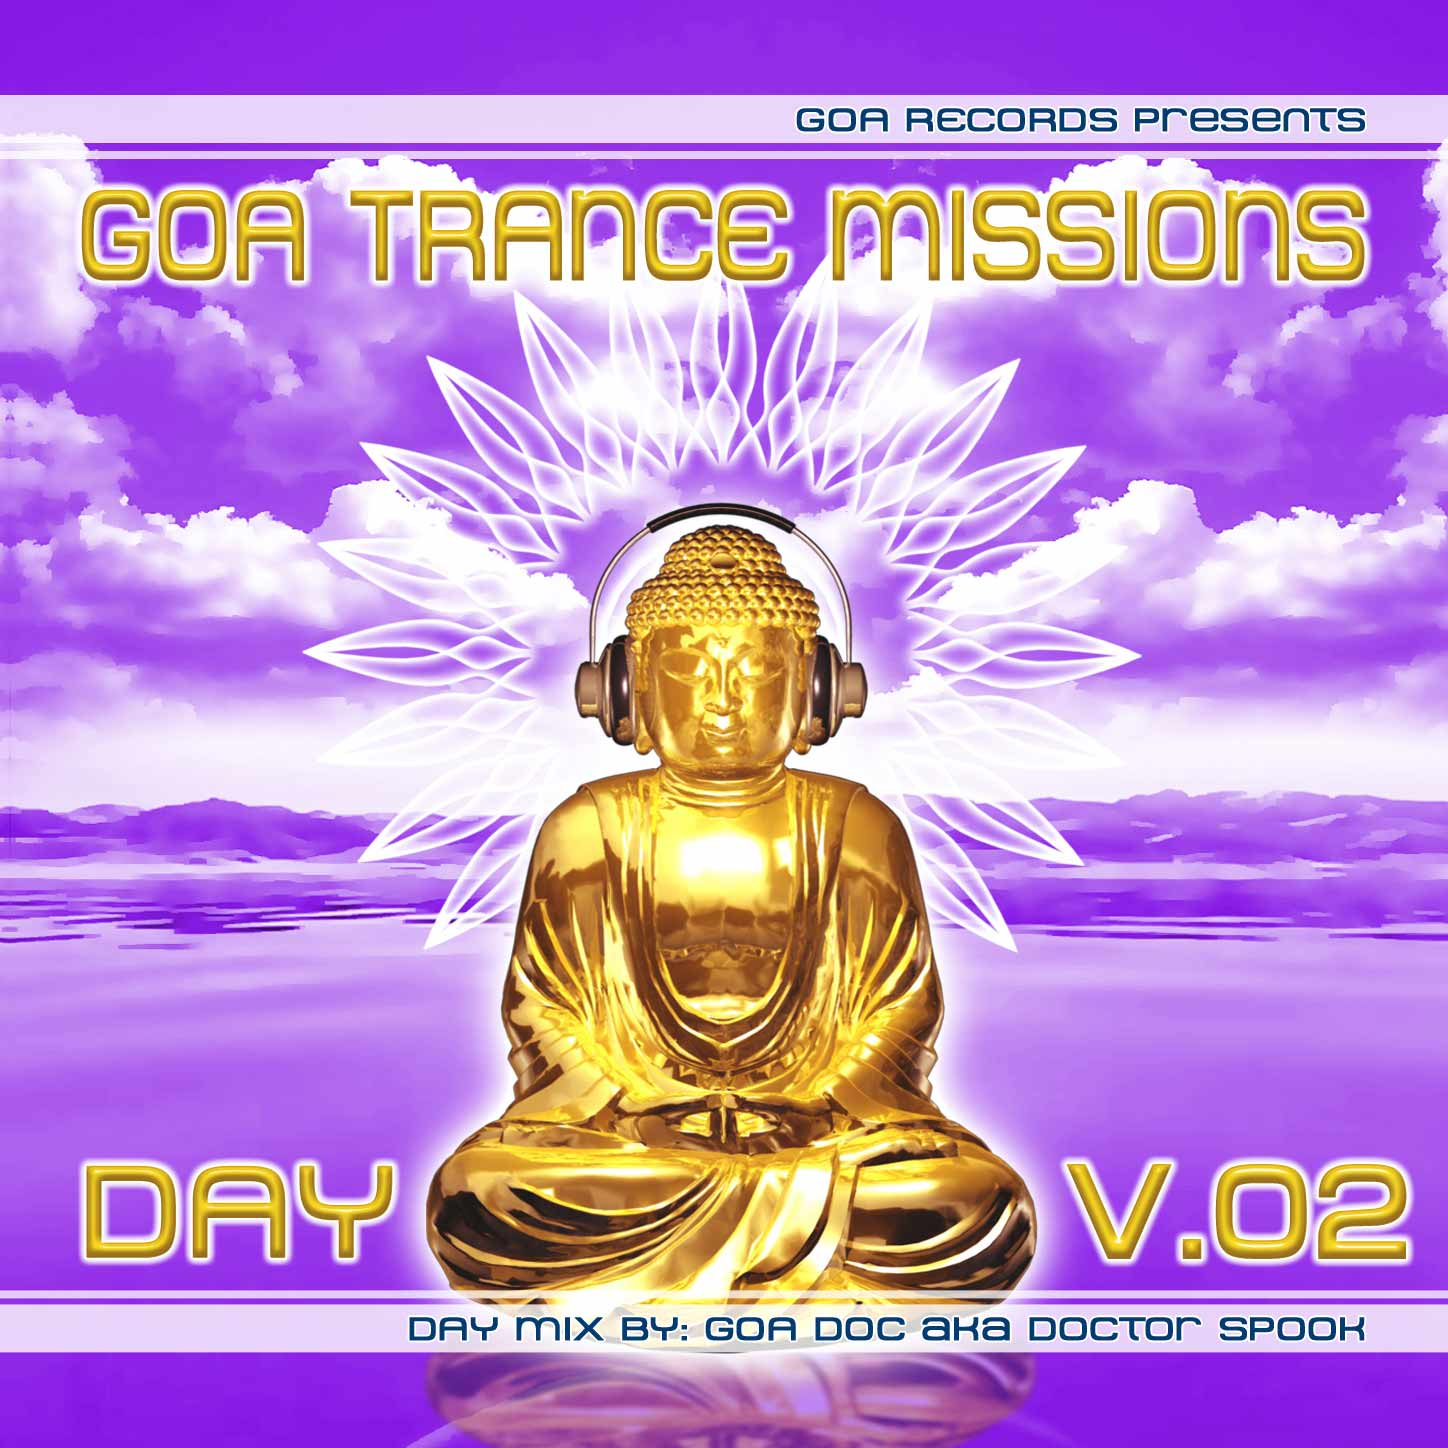 GOA RECORDS Presents
GOA TRANCE MISSIONS
DAY V.02
DAY MIX BY: GOA DOC aka DOCTOR SPOOK